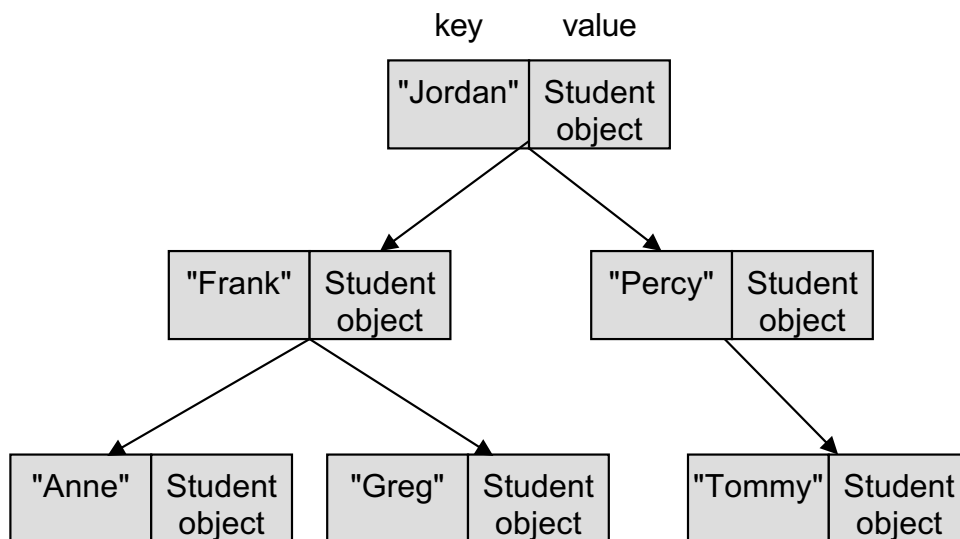 key value
"Jordan" Student
object
"Frank" Student
object
"Percy" Student
object
"Anne" Student
object
"Greg" Student
object
"Tommy" Student
object